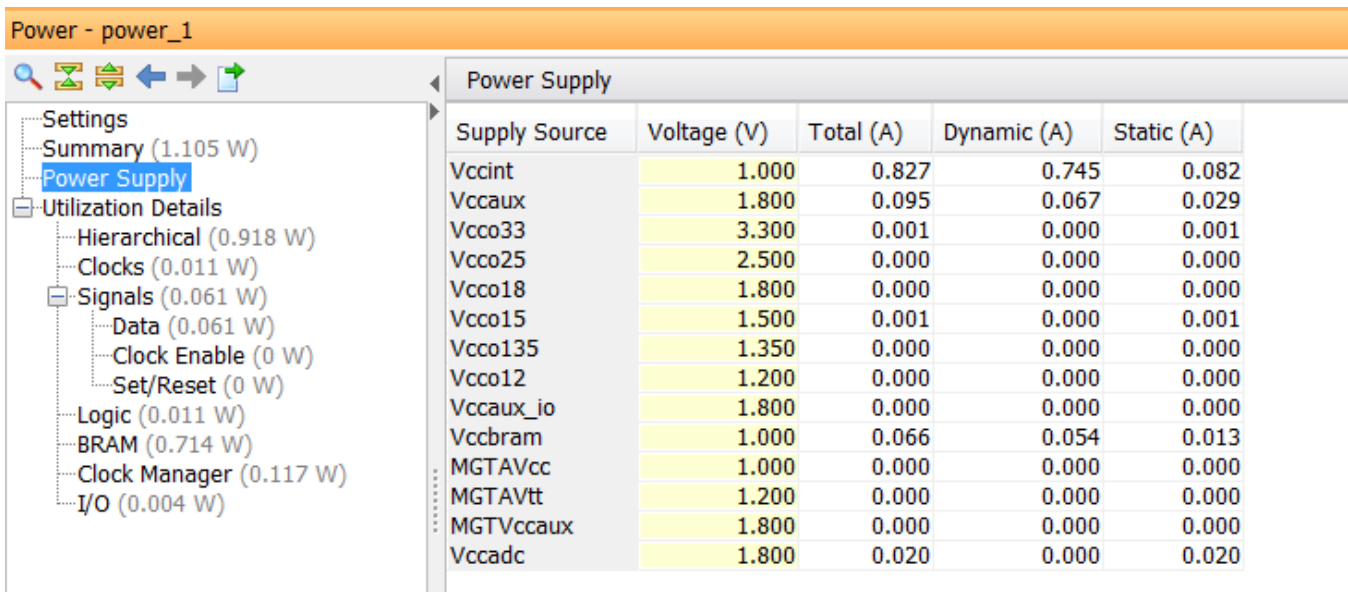 Power - power_1
Settings
Summary (1.105 W)
Power Supply
Utilization Details
Hierarchical (0.918 W)
Clocks (0.011 W)
Signals (0.061 W)
Data (0.061 W)
Clock Enable (0 W)
Set/Reset (0 W)
Logic (0.011 W)
BRAM (0.714 W)
Clock Manager (0.117 W)
I/O (0.004 W)
Power Supply
Supply Source Voltage (V) Total (A) Dynamic (A) Static (A)
Vccint 1.000 0.827 0.745 0.082
Vccaux 1.800 0.095 0.067 0.029
Vcco33 3.300 0.001 0.000 0.001
Vcco25 2.500 0.000 0.000 0.000
Vcco18 1.800 0.000 0.000 0.000
Vcco15 1.500 0.001 0.000 0.001
Vcco135 1.350 0.000 0.000 0.000
Vcco12 1.200 0.000 0.000 0.000
Vccaux_io 1.800 0.000 0.000 0.000
Vccbram 1.000 0.066 0.054 0.013
MGTAVcc 1.000 0.000 0.000 0.000
MGTAVtt 1.200 0.000 0.000 0.000
MGTVccaux 1.800 0.000 0.000 0.000
Vccadc 1.800 0.020 0.000 0.020